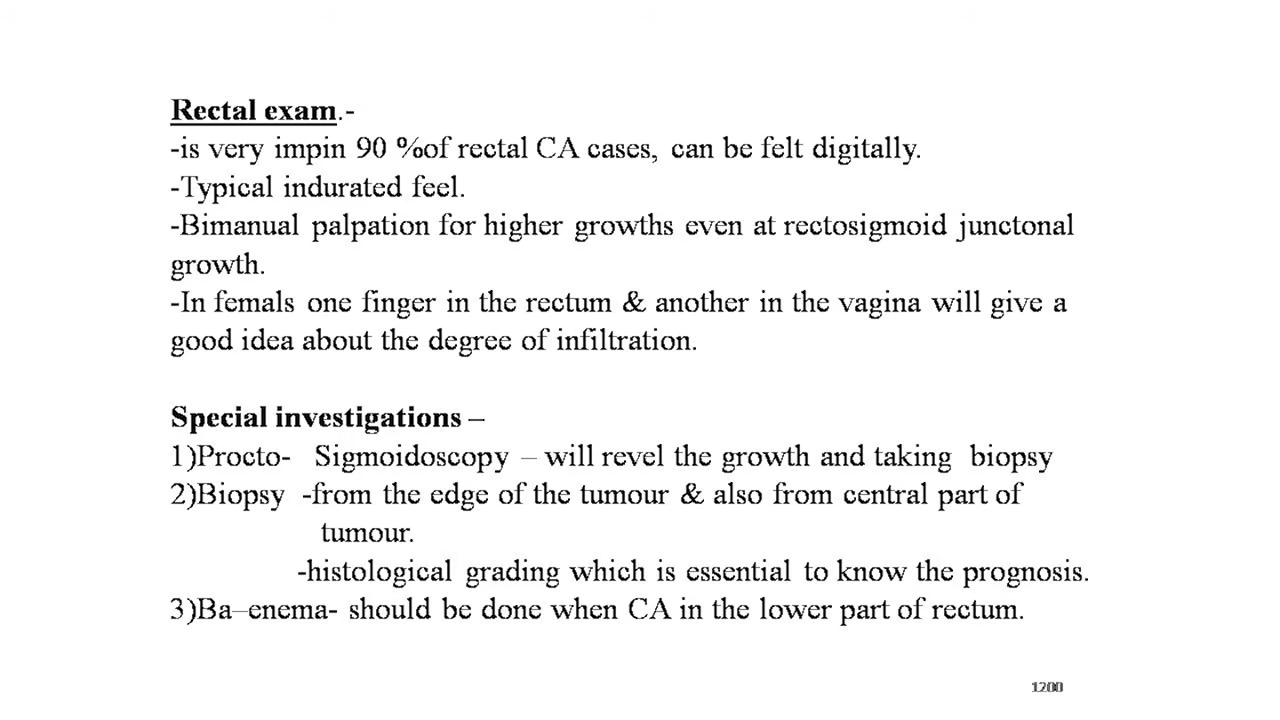 Rectal exam.-
-is very impin 90 %of rectal CA cases, can be felt digitally.
-Typical indurated feel.
-Bimanual palpation for higher growths even at rectosigmoid junctonal
growth.
-In femals one finger in the rectum & another in the vagina will give a
good idea about the degree of infiltration.
Special investigations –
1)Procto- Sigmoidoscopy – will revel the growth and taking biopsy
2)Biopsy -from the edge of the tumour & also from central part of
tumour.
-histological grading which is essential to know the prognosis.
3)Ba–enema- should be done when CA in the lower part of rectum.
1200